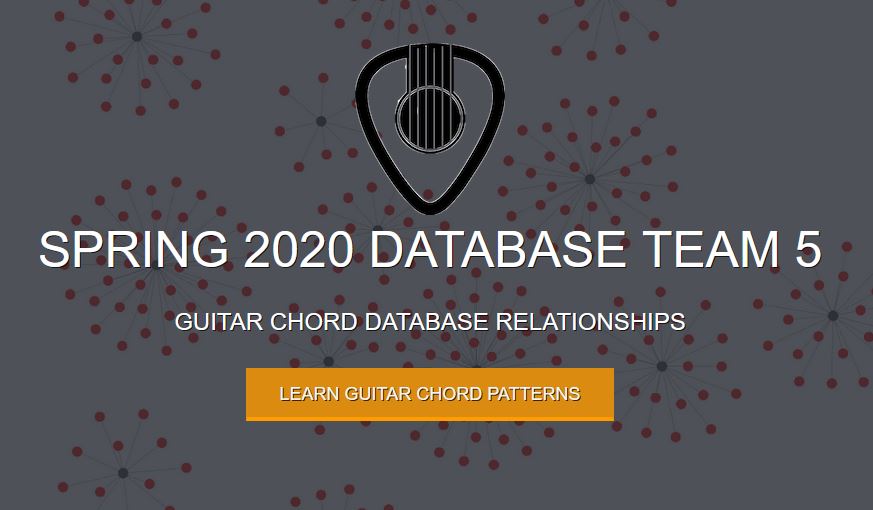 SPRING 2020 DATABASE TEAM 5
GUITAR CHORD DATABASE RELATIONSHIPS
LEARN GUITAR CHORD PATTERNS